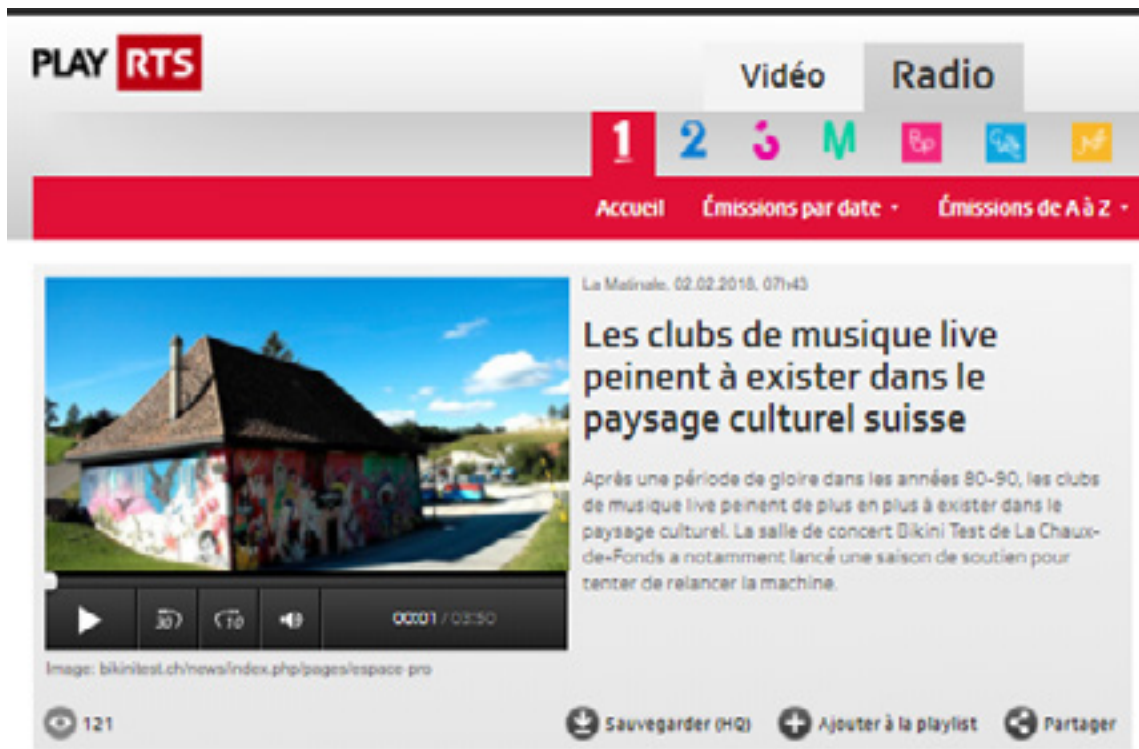 PLAY RTS
Vidéo Radio
1 2 3 M
Accueil Émissions par date Émissions de A à Z
La Matinale, 02.02.2018, 07h43
Les clubs de musique live
peinent à exister dans le
paysage culturel suisse
Après une période de gloire dans les années 80-90, les clubs
de musique live peinent de plus en plus à exister dans le
paysage culturel. La salle de concert Bikini Test de La Chaux-
de-Fonds a notamment lancé une saison de soutien pour
tenter de relancer la machine.
30 10 00:01 / 03:50
Image: bikinitest.ch/news/index.php/pages/espace-pro
121 Sauvegarder (HQ) Ajouter à la playlist Partager